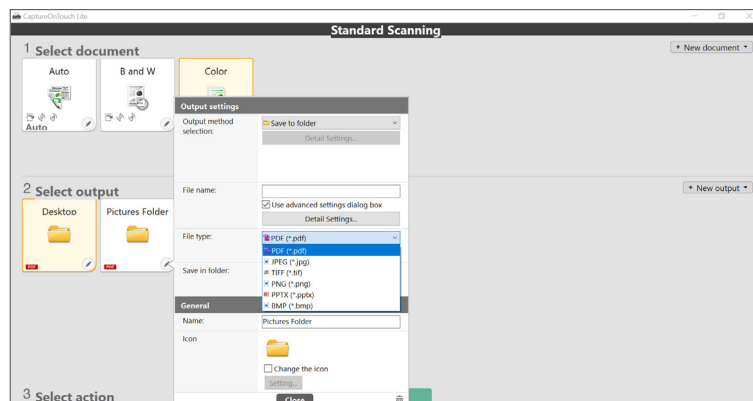 CaptureOnTouch Lite
Standard Scanning
1 Select document
+ New document
Auto
B and W
Color
Auto
Output settings
Output method selection:
Save to folder
Detail Settings...
2 Select output
+ New output
Desktop
Pictures Folder
PDF
PDF
File name:
Use advanced settings dialog box
Detail Settings...
File type:
PDF (*.pdf)
PDF (*.pdf)
JPEG (*.jpg)
TIFF (*.tif)
PNG (*.png)
PPTX (*.pptx)
BMP (*.bmp)
Save in folder:
General
Name:
Pictures Folder
Icon
Change the icon
Setting...
Close
3 Select action